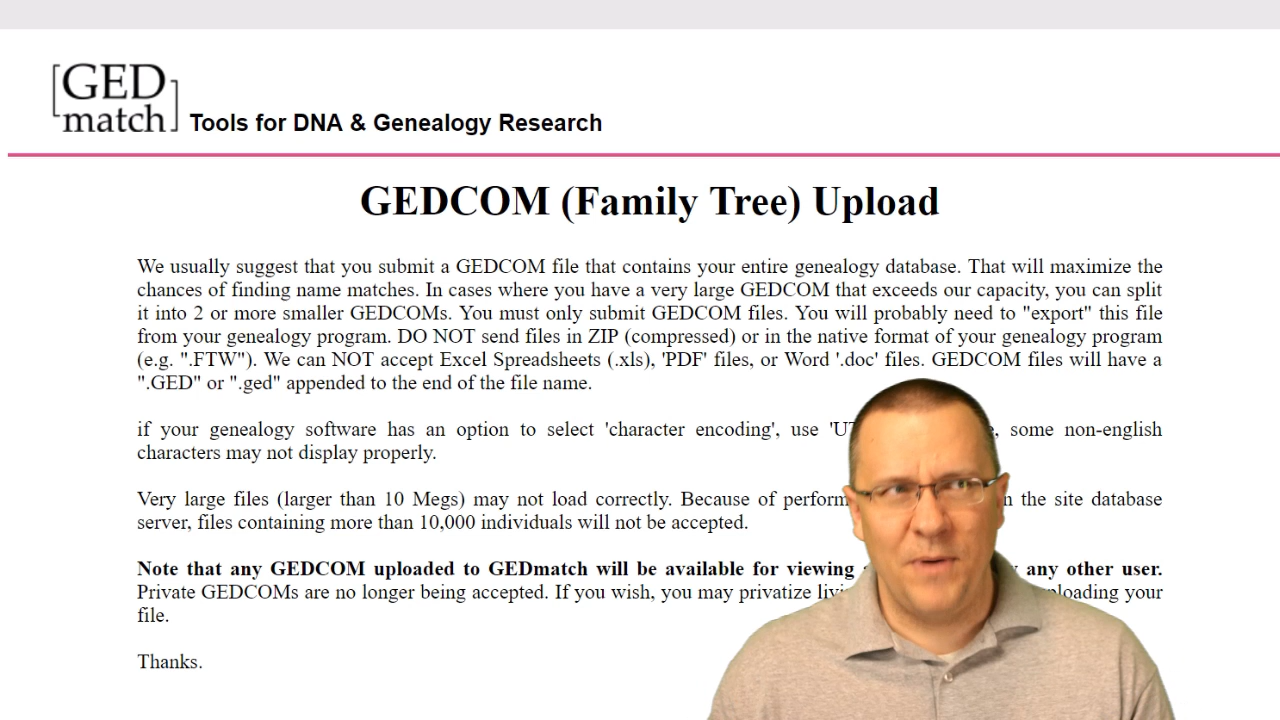 [GED
match]
Tools for DNA & Genealogy Research
GEDCOM (Family Tree) Upload
We usually suggest that you submit a GEDCOM file that contains your entire genealogy database. That will maximize the
chances of finding name matches. In cases where you have a very large GEDCOM that exceeds our capacity, you can split
it into 2 or more smaller GEDCOMs. You must only submit GEDCOM files. You will probably need to "export" this file
from your genealogy program. DO NOT send files in ZIP (compressed) or in the native format of your genealogy program
(e.g. ".FTW"). We can NOT accept Excel Spreadsheets (.xls), 'PDF' files, or Word '.doc' files. GEDCOM files will have a
".GED" or ".ged" appended to the end of the file name.
if your genealogy software has an option to select 'character encoding', use some non-english
characters may not display properly.
Very large files (larger than 10 Megs) may not load correctly. Because of the site database
server, files containing more than 10,000 individuals will not be accepted.
Note that any GEDCOM uploaded to GEDmatch will be available for viewing any other user.
Private GEDCOMs are no longer being accepted. If you wish, you may privatize your
file.
Thanks.